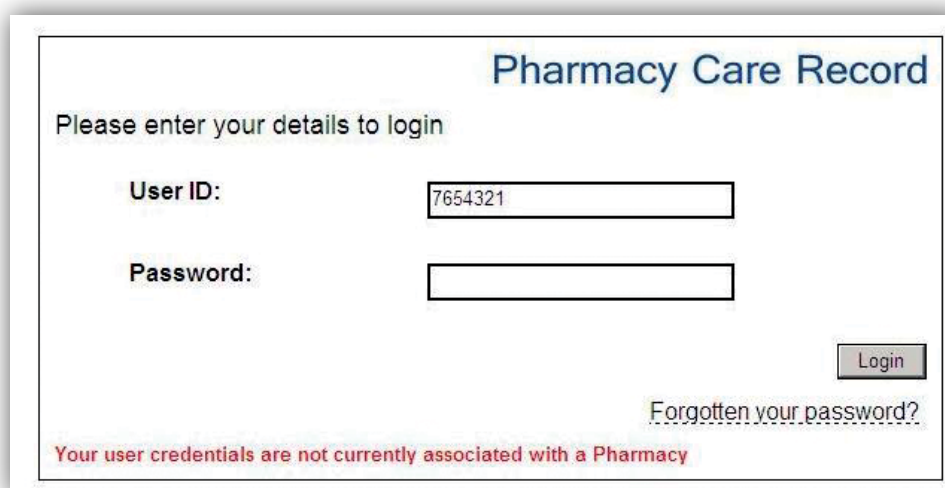 Pharmacy Care Record
Please enter your details to login
User ID:
7654321
Password:
Login
Forgotten your password?
Your user credentials are not currently associated with a Pharmacy